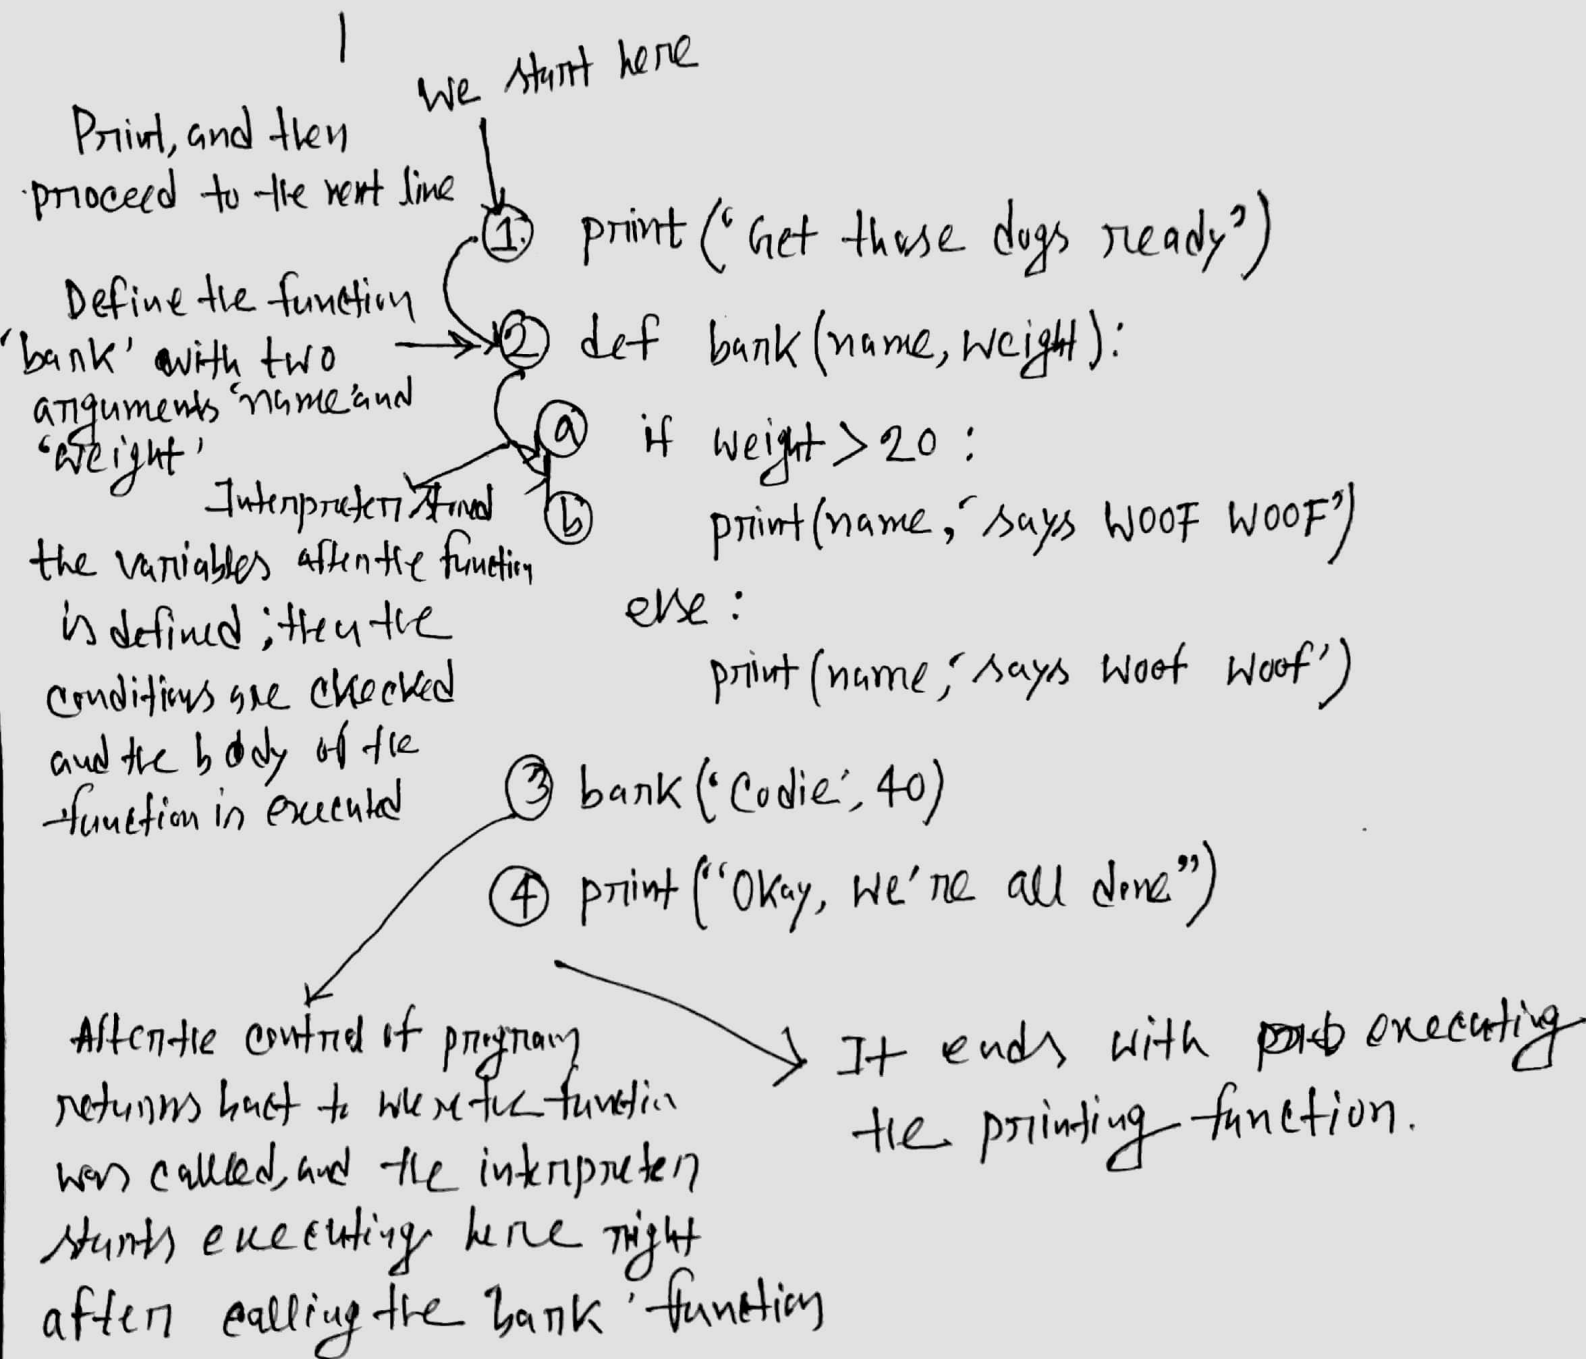 1
We start here
Print, and then
proceed to the next line
1. print ('Get those dogs ready')
Define the function
'bark' with two
arguments 'name' and
'weight'
2 def bark (name, weight):
a if weight > 20 :
Interpreter stored
the variables after the function
is defined ; then the
conditions are checked
and the body of the
function is executed
b print (name, 'says WOOF WOOF')
else :
print (name, 'says woof woof')
3 bark ('Codie', 40)
4 print ("Okay, we're all done")
After the control of program
returns back to where the function
was called, and the interpreter
starts executing here right
after calling the bark' function
It ends with executing
the printing function.